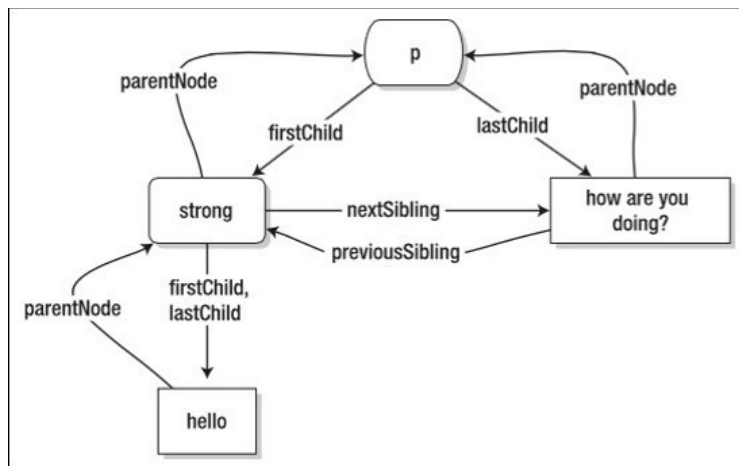 p
parentNode
parentNode
firstChild
lastChild
strong
nextSibling
how are you
doing?
previousSibling
parentNode
firstChild,
lastChild
hello